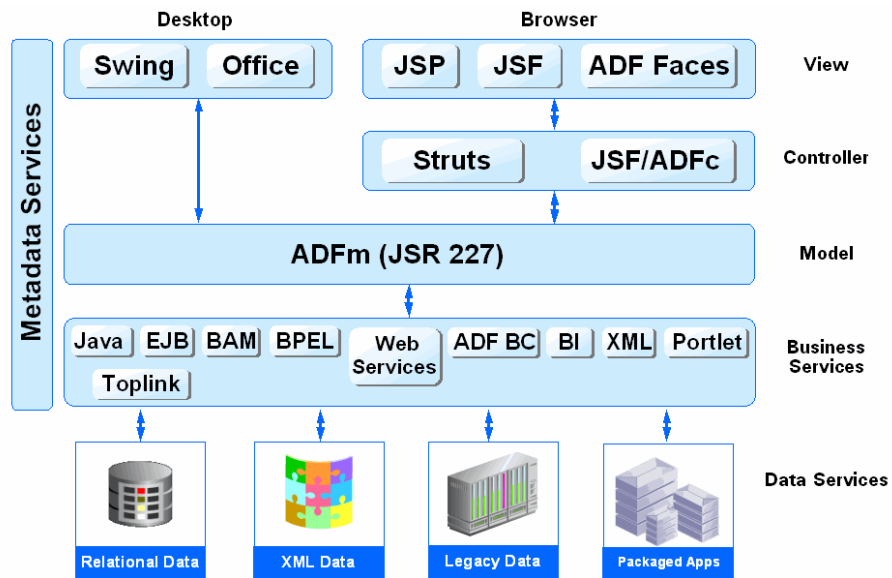 Desktop
Browser
Metadata Services
Swing
Office
JSP
JSF
ADF Faces
View
Struts
JSF/ADFc
Controller
ADFm (JSR 227)
Model
Java
EJB
BAM
BPEL
Web
Services
ADF BC
BI
XML
Portlet
Toplink
Business
Services
Data Services
Relational Data
XML Data
Legacy Data
Packaged Apps